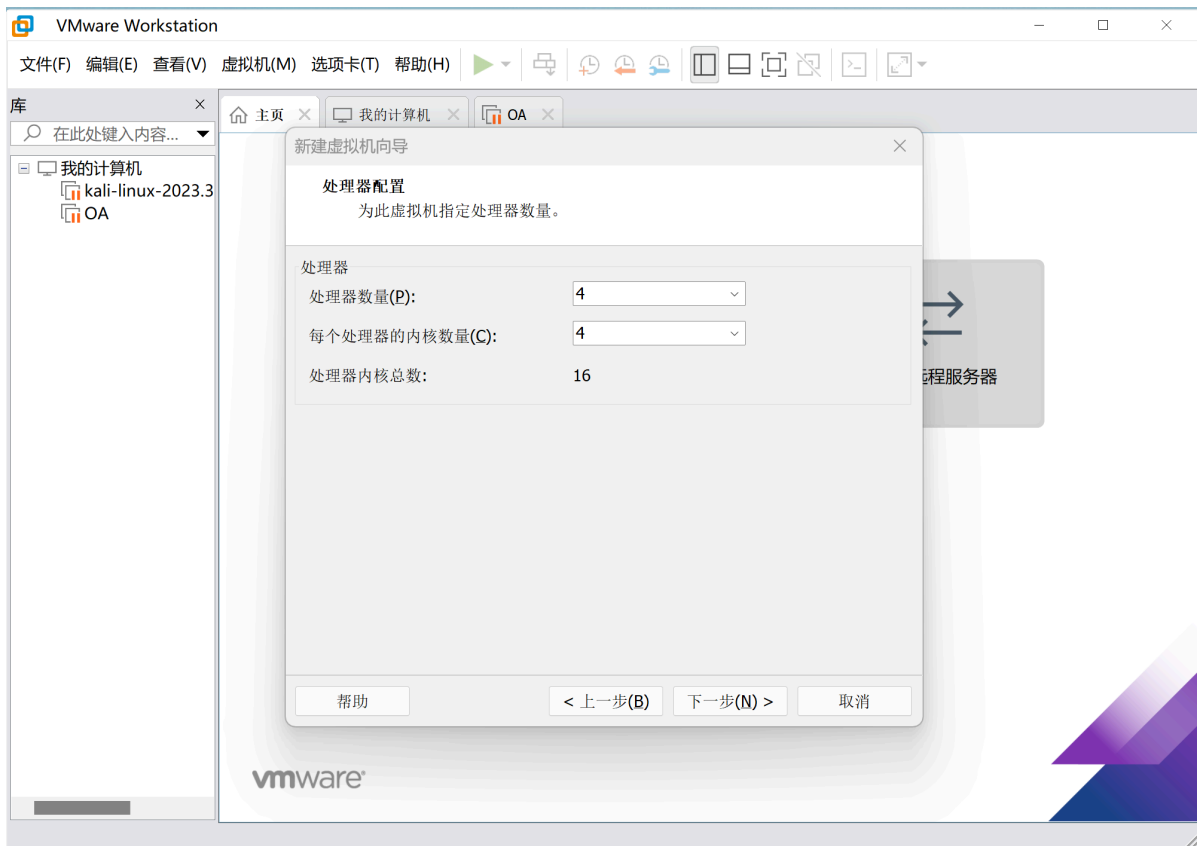 VMware Workstation
文件(F) 编辑(E) 查看(V) 虚拟机(M) 选项卡(T) 帮助(H)
库
在此处键入内容...
我的计算机
kali-linux-2023.3
OA
主页 我的计算机 OA
新建虚拟机向导
处理器配置
为此虚拟机指定处理器数量。
处理器
处理器数量(P): 4
每个处理器的内核数量(C): 4
处理器内核总数: 16
程服务器
帮助 < 上一步(B) 下一步(N) > 取消
vmware